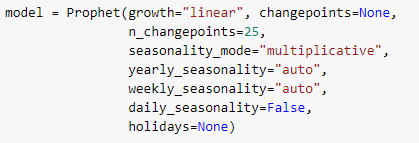 model = Prophet(growth="linear", changepoints=None,
                n_changepoints=25,
                seasonality_mode="multiplicative",
                yearly_seasonality="auto",
                weekly_seasonality="auto",
                daily_seasonality=False,
                holidays=None)